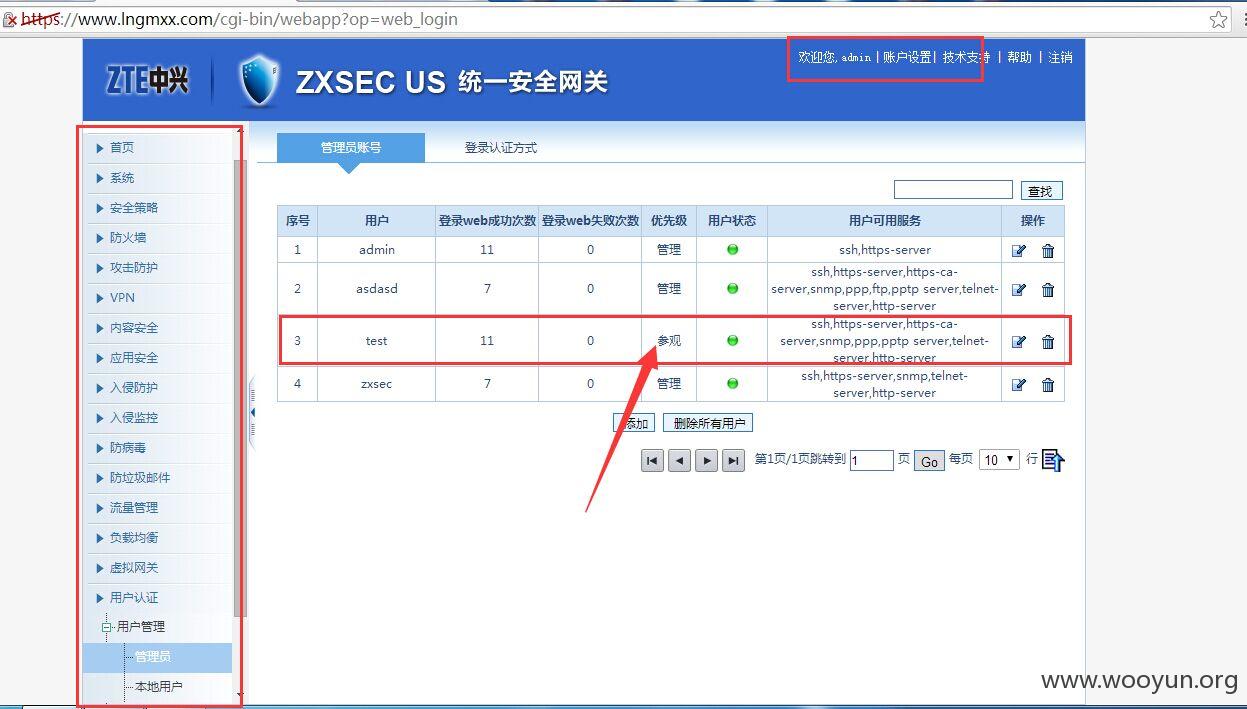 https://www.lngmxx.com/cgi-bin/webapp?op=web_login
ZTE中兴
ZXSEC US 统一安全网关
欢迎您, admin | 账户设置 | 技术支持 | 帮助 | 注销
首页
系统
安全策略
防火墙
攻击防护
VPN
内容安全
应用安全
入侵防护
入侵监控
防病毒
防垃圾邮件
流量管理
负载均衡
虚拟网关
用户认证
用户管理
管理员
本地用户
管理员账号 登录认证方式
查找
序号 用户 登录web成功次数 登录web失败次数 优先级 用户状态 用户可用服务 操作
1 admin 11 0 管理 ssh,https-server
2 asdasd 7 0 管理 ssh,https-server,https-ca-
server,snmp,ppp,ftp,pptp server,telnet-
server,http-server
3 test 11 0 参观 ssh,https-server,https-ca-
server,snmp,ppp,pptp server,telnet-
server,http-server
4 zxsec 7 0 管理 ssh,https-server,snmp,telnet-
server,http-server
添加 删除所有用户
第1页/1页跳转到 1 页 Go 每页 10 行
www.wooyun.org